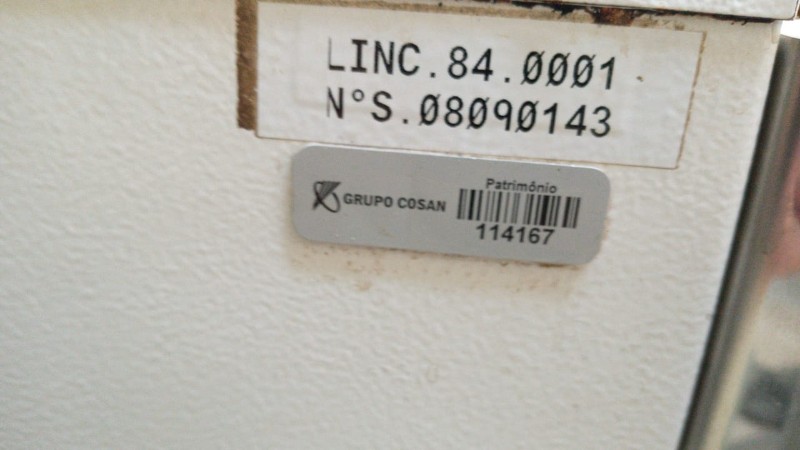 LINC.84.0001
N°S.08090143
Patrimônio
GRUPO COSAN
114167